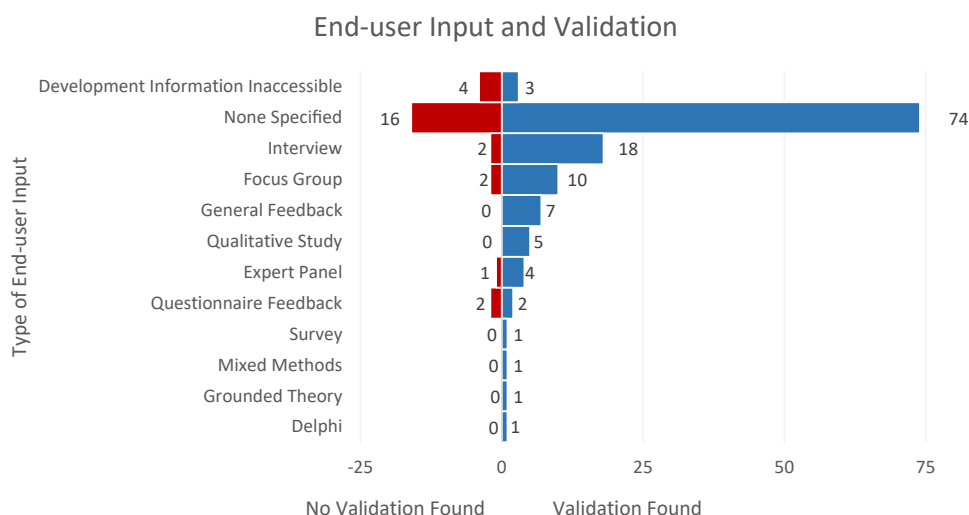 End-user Input and Validation
Type of End-user Input
Development Information Inaccessible 4 3
None Specified 16 74
Interview 2 18
Focus Group 2 10
General Feedback 0 7
Qualitative Study 0 5
Expert Panel 1 4
Questionnaire Feedback 2 2
Survey 0 1
Mixed Methods 0 1
Grounded Theory 0 1
Delphi 0 1
-25 0 25 50 75
No Validation Found Validation Found